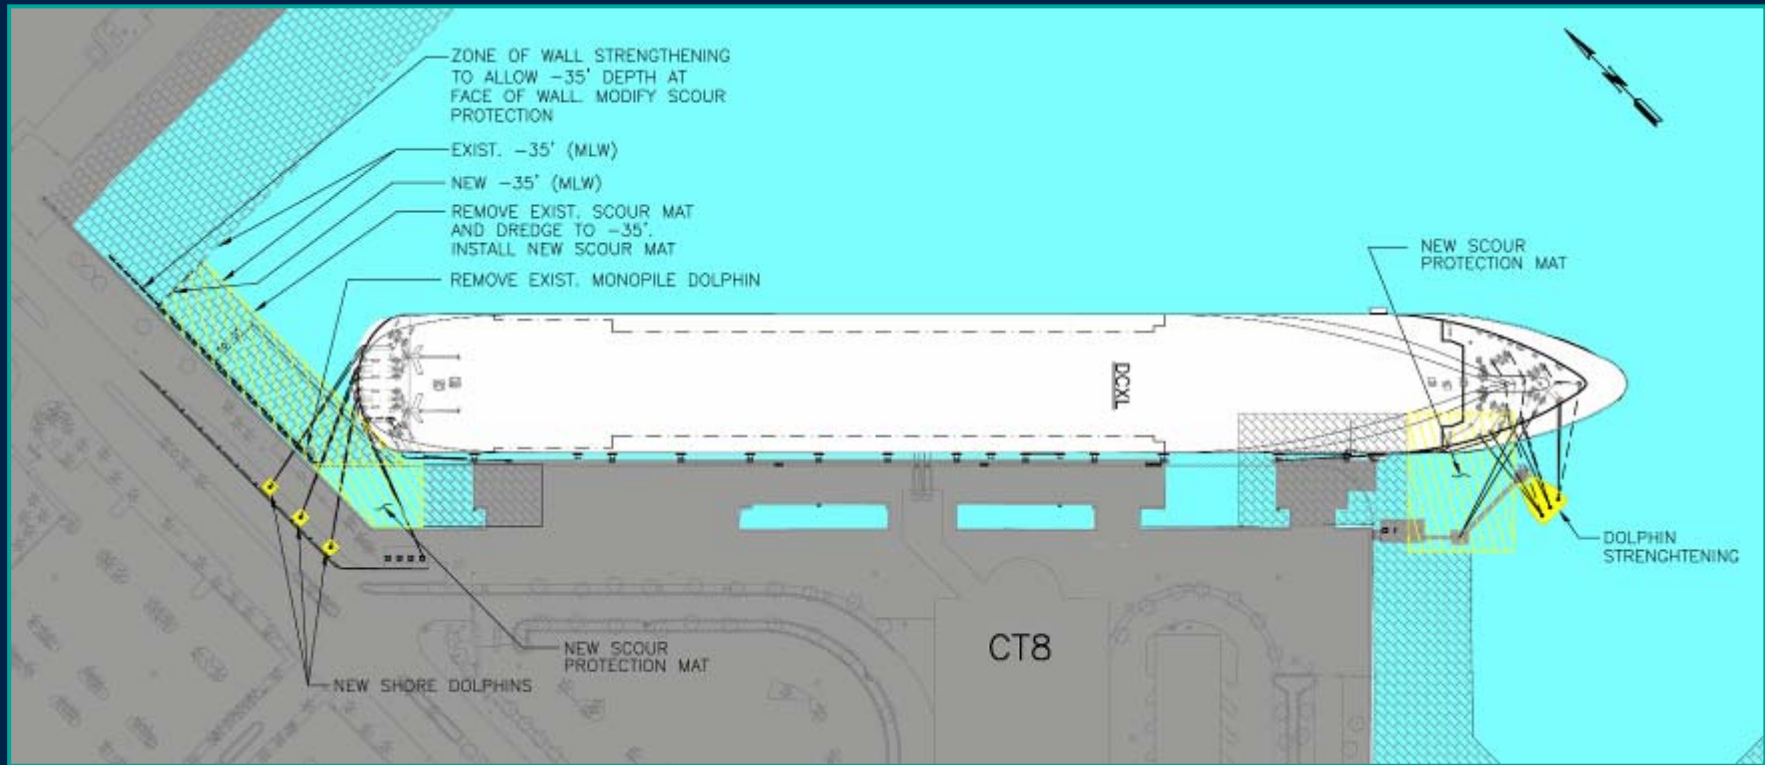 ZONE OF WALL STRENGTHENING
TO ALLOW -35' DEPTH AT
FACE OF WALL. MODIFY SCOUR
PROTECTION
EXIST. -35' (MLW)
NEW -35' (MLW)
REMOVE EXIST. SCOUR MAT
AND DREDGE TO -35'.
INSTALL NEW SCOUR MAT
REMOVE EXIST. MONOPILE DOLPHIN
NEW SCOUR
PROTECTION MAT
DCXL
DOLPHIN
STRENGHTENING
CT8
NEW SCOUR
PROTECTION MAT
NEW SHORE DOLPHINS